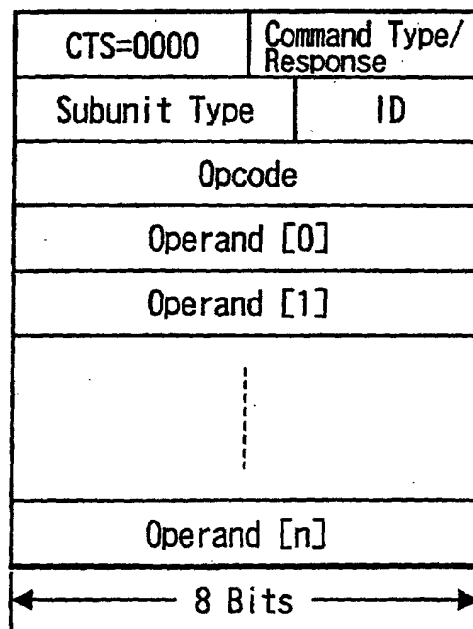 CTS=0000
Command Type/
Response
Subunit Type
ID
Opcode
Operand [0]
Operand [1]
Operand [n]
8 Bits